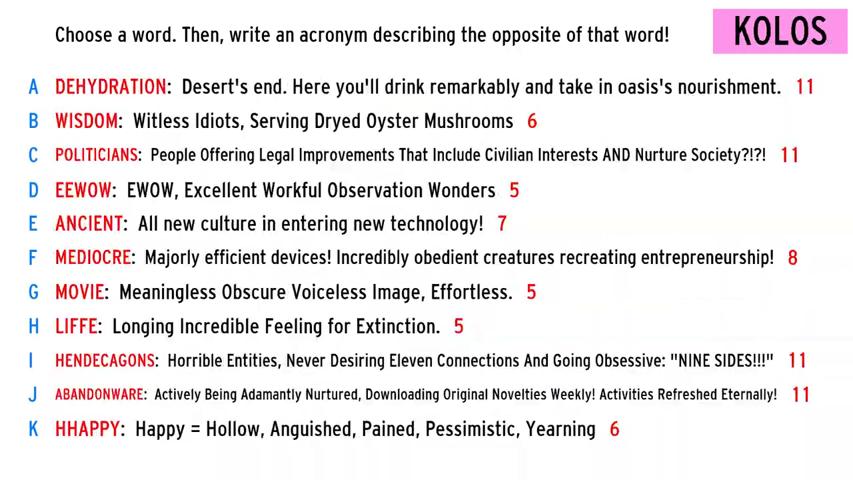 Choose a word. Then, write an acronym describing the opposite of that word!
KOLOS
A DEHYDRATION: Desert's end. Here you'll drink remarkably and take in oasis's nourishment. 11
B WISDOM: Witless Idiots, Serving Dryed Oyster Mushrooms 6
C POLITICIANS: People Offering Legal Improvements That Include Civilian Interests AND Nurture Society?!?! 11
D EEWOW: EWOW, Excellent Workful Observation Wonders 5
E ANCIENT: All new culture in entering new technology! 7
F MEDIOCRE: Majorly efficient devices! Incredibly obedient creatures recreating entrepreneurship! 8
G MOVIE: Meaningless Obscure Voiceless Image, Effortless. 5
H LIFFE: Longing Incredible Feeling for Extinction. 5
I HENDECAGONS: Horrible Entities, Never Desiring Eleven Connections And Going Obsessive: "NINE SIDES!!!" 11
J ABANDONWARE: Actively Being Adamantly Nurtured, Downloading Original Novelties Weekly! Activities Refreshed Eternally! 11
K HHAPPY: Happy = Hollow, Anguished, Pained, Pessimistic, Yearning 6